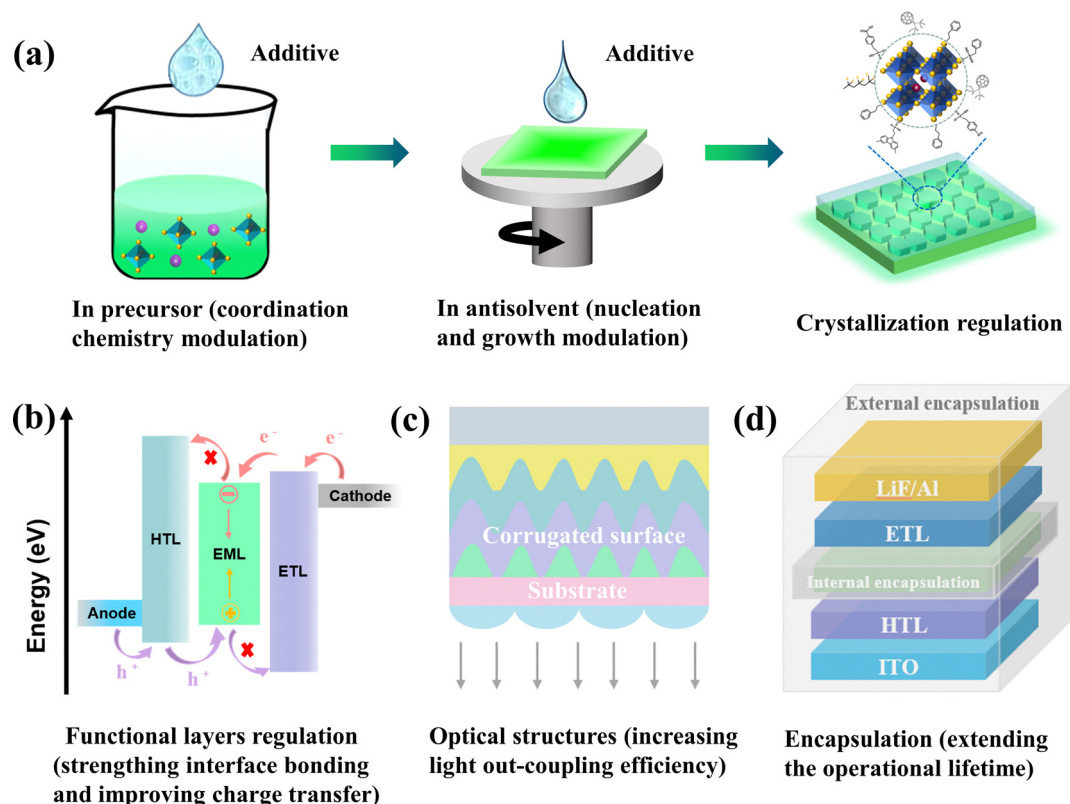 (a)
Additive
Additive
In precursor (coordination
chemistry modulation)
In antisolvent (nucleation
and growth modulation)
Crystallization regulation
(b)
Energy (eV)
Anode
HTL
EML
ETL
Cathode
e⁻
e⁻
h⁺
h⁺
Functional layers regulation
(strengthing interface bonding
and improving charge transfer)
(c)
Corrugated surface
Substrate
Optical structures (increasing
light out-coupling efficiency)
(d)
External encapsulation
LiF/Al
ETL
Internal encapsulation
HTL
ITO
Encapsulation (extending
the operational lifetime)